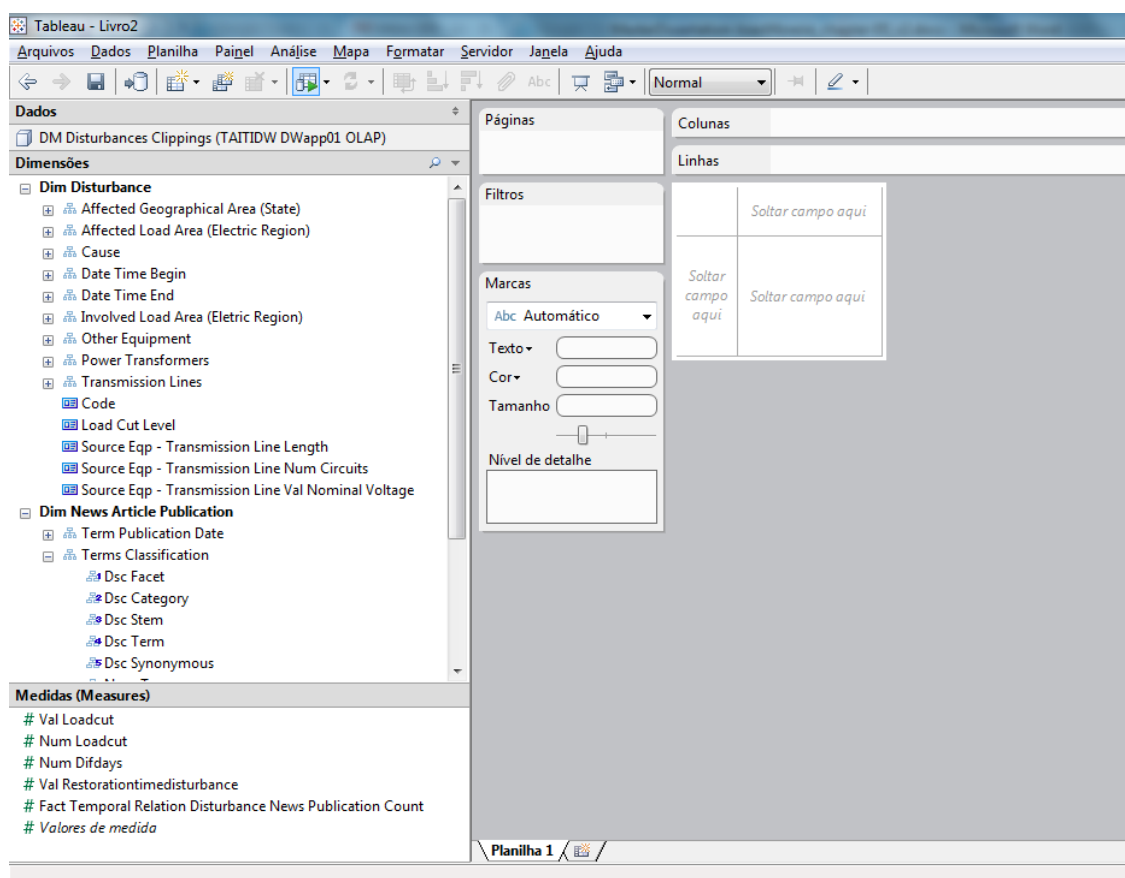 Tableau - Livro2
Arquivos Dados Planilha Painel Análise Mapa Formatar Servidor Janela Ajuda
Abc Normal
Dados
DM Disturbances Clippings (TAITIDW DWapp01 OLAP)
Dimensões
Dim Disturbance
Affected Geographical Area (State)
Affected Load Area (Electric Region)
Cause
Date Time Begin
Date Time End
Involved Load Area (Eletric Region)
Other Equipment
Power Transformers
Transmission Lines
Code
Load Cut Level
Source Eqp - Transmission Line Length
Source Eqp - Transmission Line Num Circuits
Source Eqp - Transmission Line Val Nominal Voltage
Dim News Article Publication
Term Publication Date
Terms Classification
1 Dsc Facet
2 Dsc Category
3 Dsc Stem
4 Dsc Term
5 Dsc Synonymous
Medidas (Measures)
# Val Loadcut
# Num Loadcut
# Num Difdays
# Val Restorationtimedisturbance
# Fact Temporal Relation Disturbance News Publication Count
# Valores de medida
Páginas
Filtros
Marcas
Abc Automático
Texto
Cor
Tamanho
Nível de detalhe
Colunas
Linhas
Soltar campo aqui
Soltar
campo
aqui
Soltar campo aqui
Planilha 1